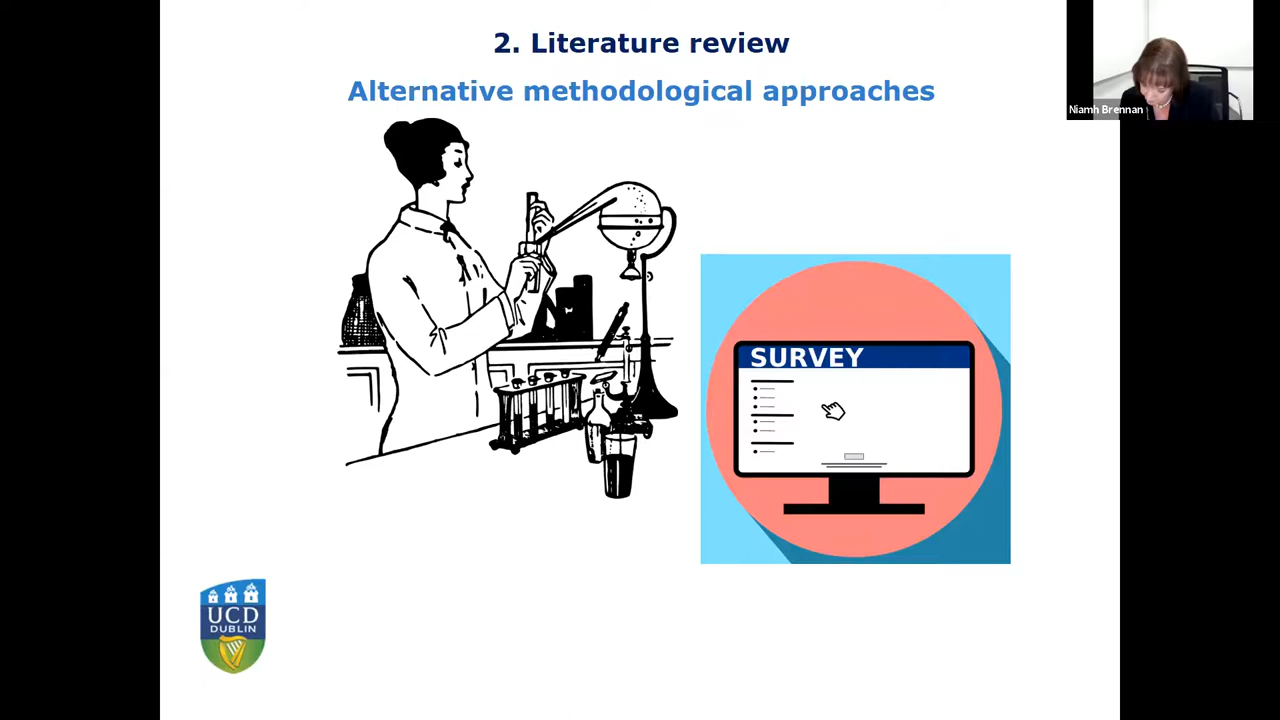 2. Literature review
Alternative methodological approaches
Niamh Brennan
SURVEY
UCD
DUBLIN